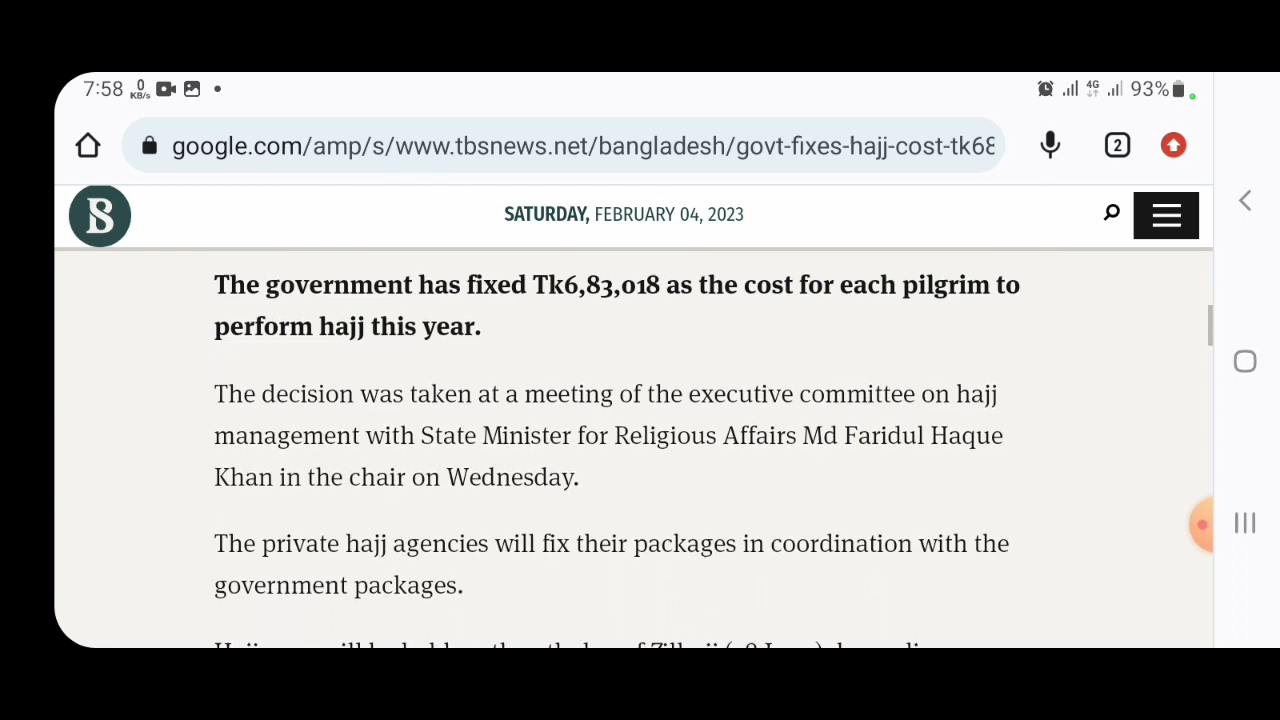 7:58 0 KB/s 4G 93%
google.com/amp/s/www.tbsnews.net/bangladesh/govt-fixes-hajj-cost-tk68 2
B SATURDAY, FEBRUARY 04, 2023
The government has fixed Tk6,83,018 as the cost for each pilgrim to
perform hajj this year.
The decision was taken at a meeting of the executive committee on hajj
management with State Minister for Religious Affairs Md Faridul Haque
Khan in the chair on Wednesday.
The private hajj agencies will fix their packages in coordination with the
government packages.